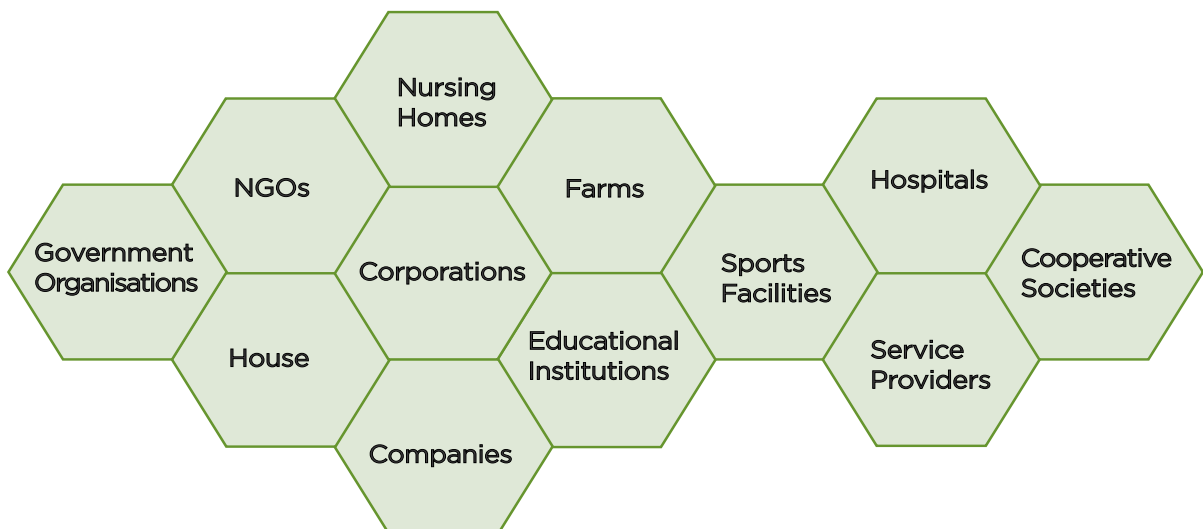 Nursing
Homes
NGOs
Farms
Hospitals
Government
Organisations
Corporations
Sports
Facilities
Cooperative
Societies
House
Educational
Institutions
Service
Providers
Companies